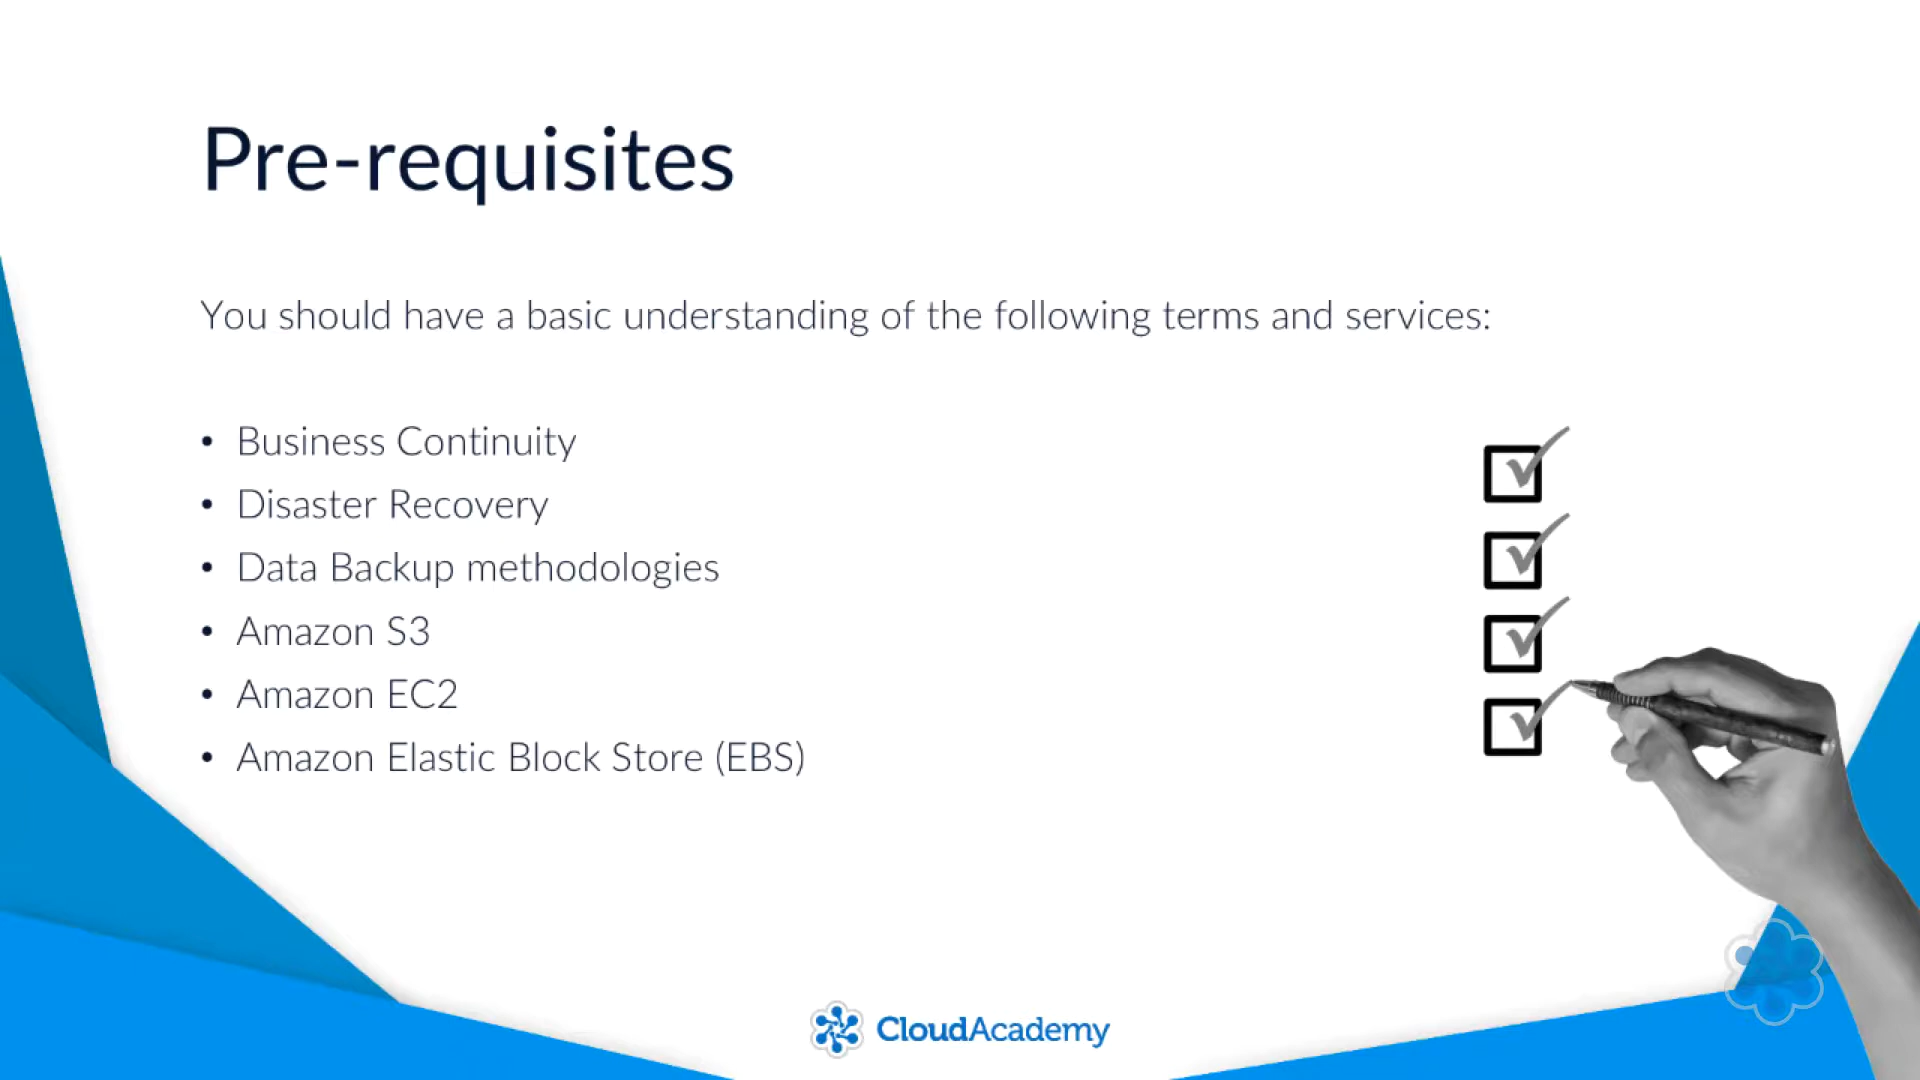 Pre-requisites
You should have a basic understanding of the following terms and services:
• Business Continuity
• Disaster Recovery
• Data Backup methodologies
• Amazon S3
• Amazon EC2
• Amazon Elastic Block Store (EBS)
CloudAcademy